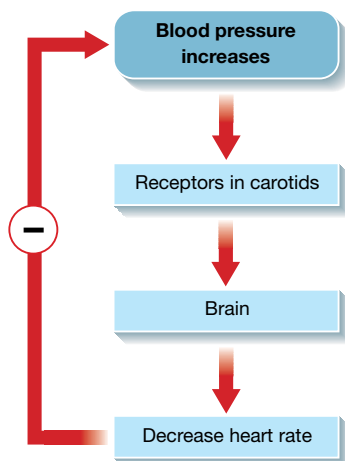 Blood pressure
increases
Receptors in carotids
Brain
–
Decrease heart rate